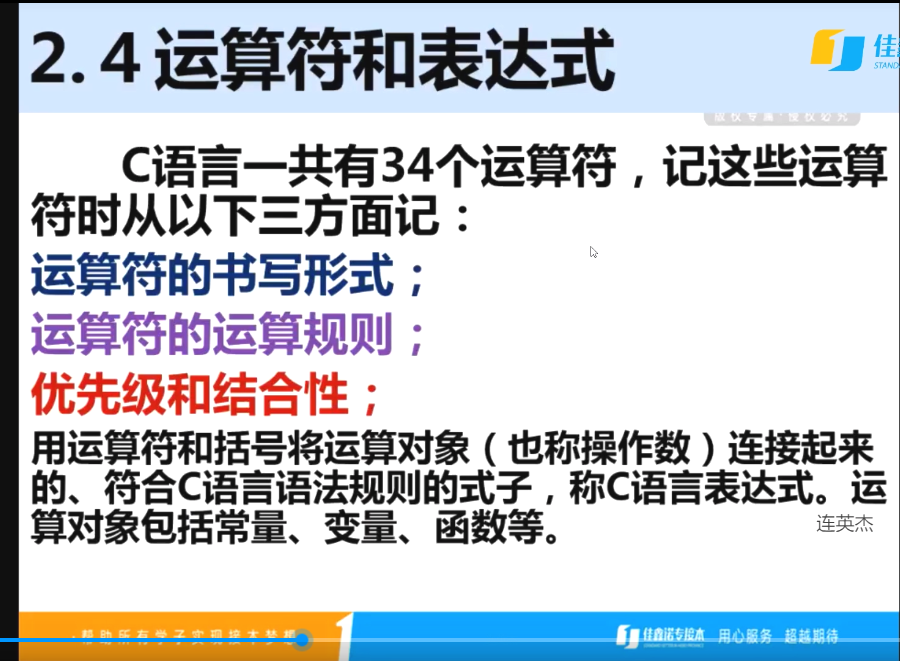 2.4运算符和表达式
佳
STAND
版权专属·侵权必究
C语言一共有34个运算符，记这些运算
符时从以下三方面记：
运算符的书写形式；
运算符的运算规则；
优先级和结合性；
用运算符和括号将运算对象（也称操作数）连接起来
的、符合C语言语法规则的式子，称C语言表达式。运
算对象包括常量、变量、函数等。
连英杰
帮助所有学子实现接本梦想
佳鑫诺专接本 用心服务 超越期待